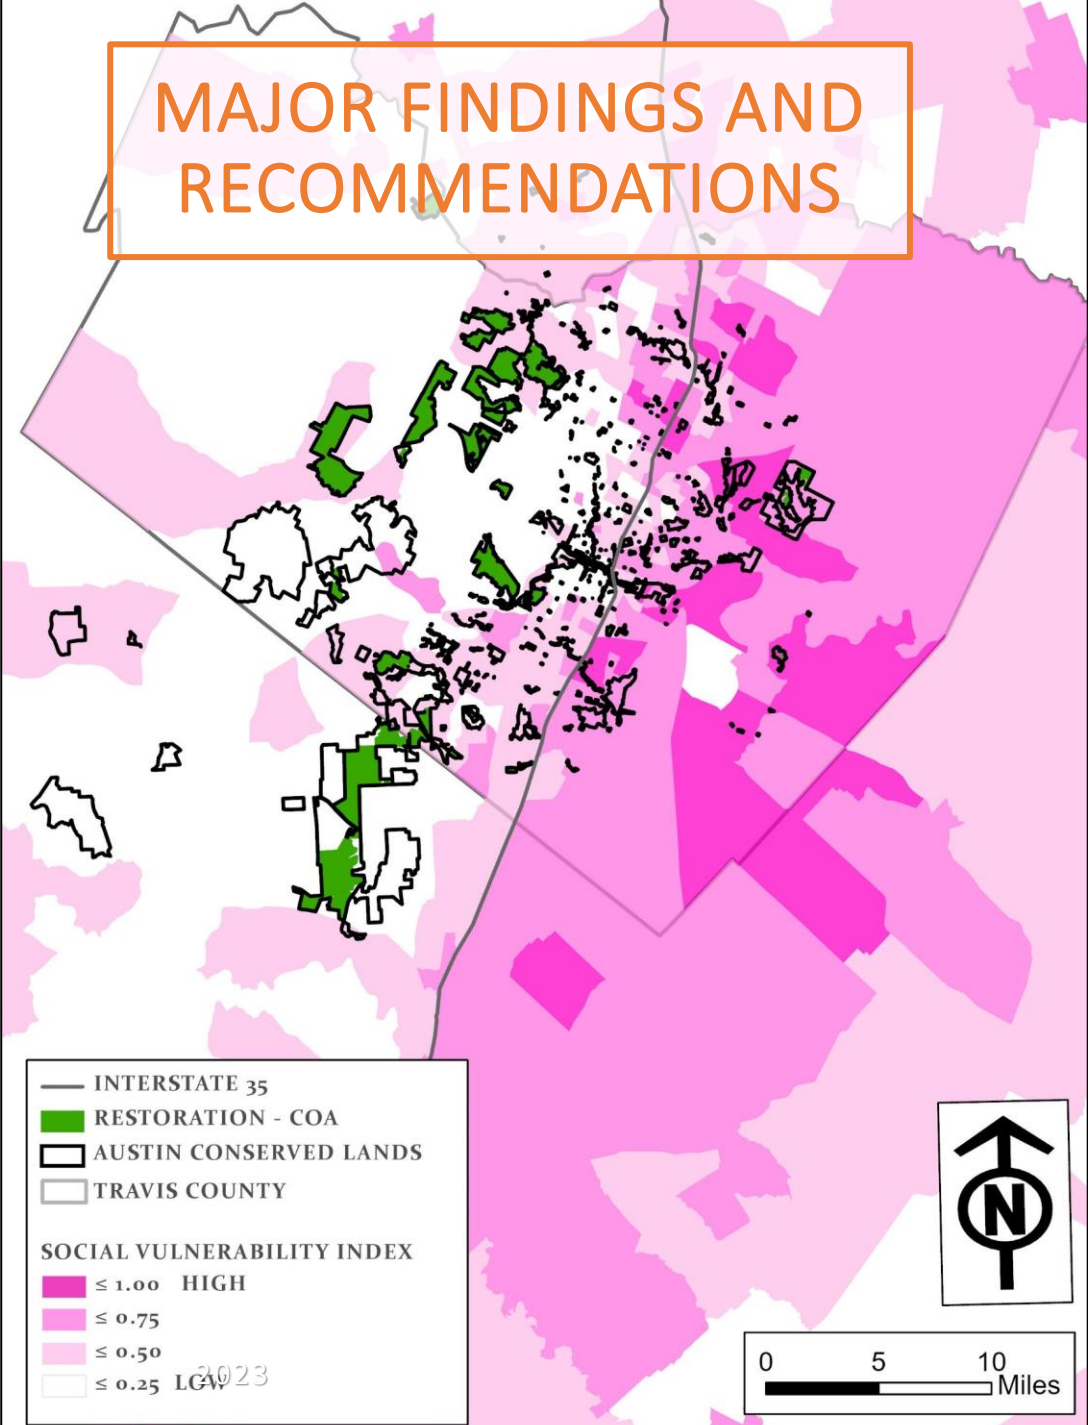 MAJOR FINDINGS AND
RECOMMENDATIONS
INTERSTATE 35
RESTORATION - COA
AUSTIN CONSERVED LANDS
TRAVIS COUNTY
SOCIAL VULNERABILITY INDEX
≤ 1.00 HIGH
≤ 0.75
≤ 0.50
≤ 0.25 LOW
2023
N
0 5 10
Miles